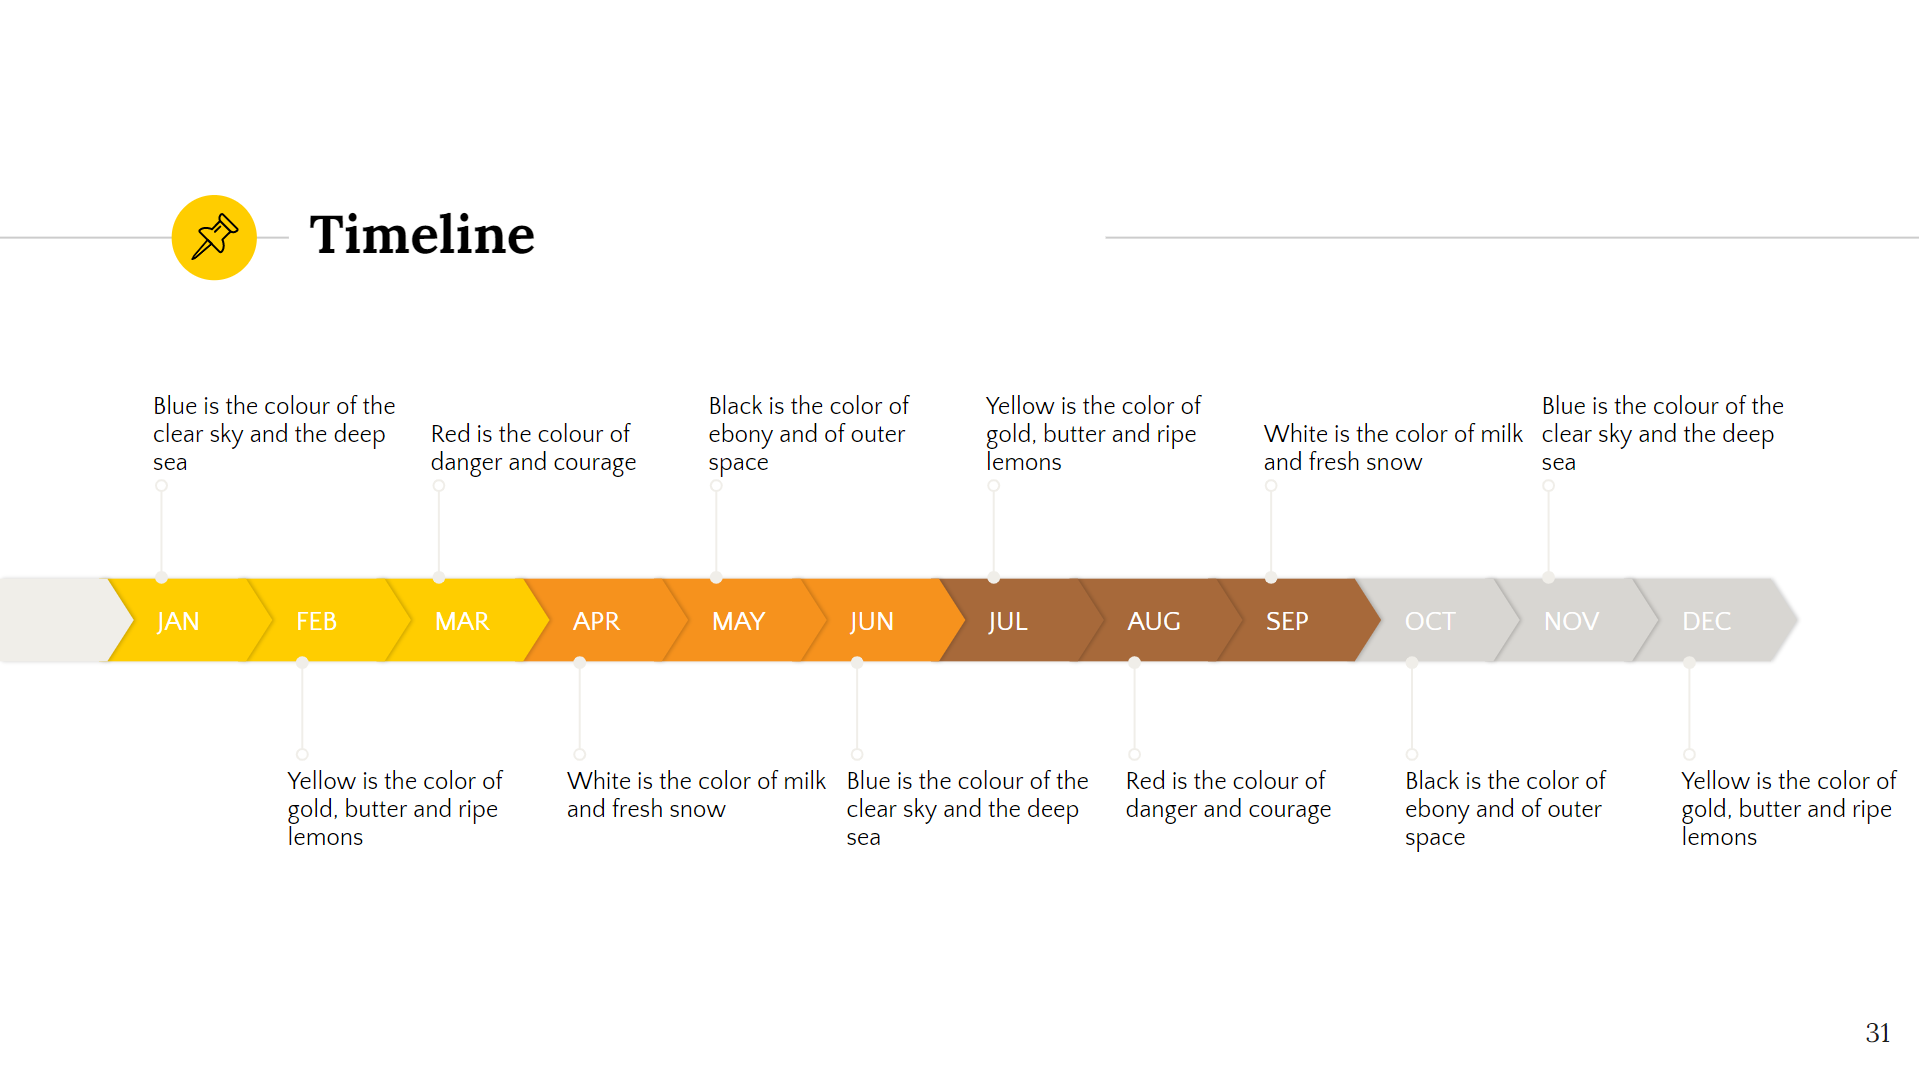 Timeline
Blue is the colour of the
clear sky and the deep
sea
Red is the colour of
danger and courage
Black is the color of
ebony and of outer
space
Yellow is the color of
gold, butter and ripe
lemons
White is the color of milk
and fresh snow
Blue is the colour of the
clear sky and the deep
sea
JAN
FEB
MAR
APR
MAY
JUN
JUL
AUG
SEP
OCT
NOV
DEC
Yellow is the color of
gold, butter and ripe
lemons
White is the color of milk
and fresh snow
Blue is the colour of the
clear sky and the deep
sea
Red is the colour of
danger and courage
Black is the color of
ebony and of outer
space
Yellow is the color of
gold, butter and ripe
lemons
31